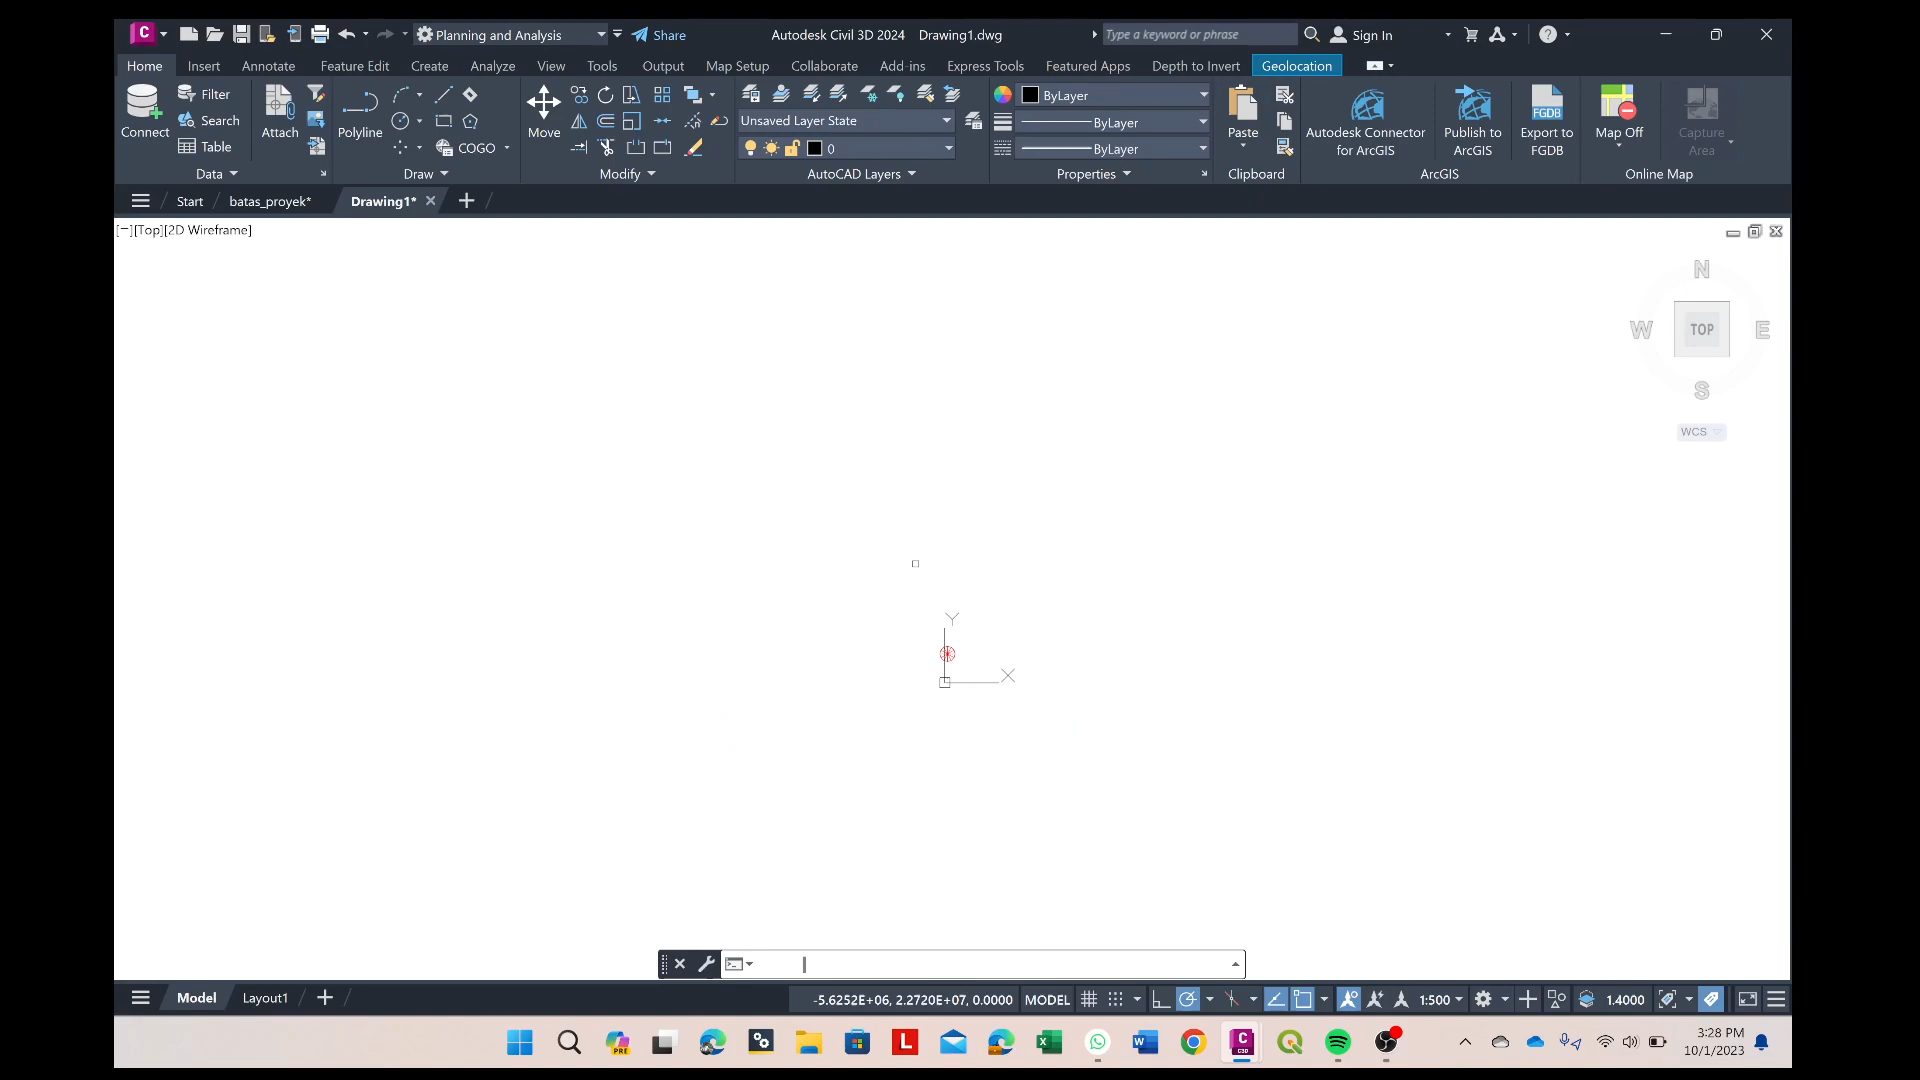 Planning and Analysis Share Autodesk Civil 3D 2024 Drawing1.dwg Type a keyword or phrase Sign In
Home Insert Annotate Feature Edit Create Analyze View Tools Output Map Setup Collaborate Add-ins Express Tools Featured Apps Depth to Invert Geolocation
Filter ByLayer
Search Unsaved Layer State ByLayer
Connect Attach Polyline Move Paste Autodesk Connector for ArcGIS Publish to ArcGIS Export to FGDB Map Off Capture Area
FGDB
Table COGO 0 ByLayer
Data Draw Modify AutoCAD Layers Properties Clipboard ArcGIS Online Map
Start batas_proyek* Drawing1*
[−][Top][2D Wireframe]
N
W TOP E
S
WCS
Y
X
Model Layout1 -5.6252E+06, 2.2720E+07, 0.0000 MODEL 1:500 1.4000
PRE L C3D
3:28 PM
10/1/2023